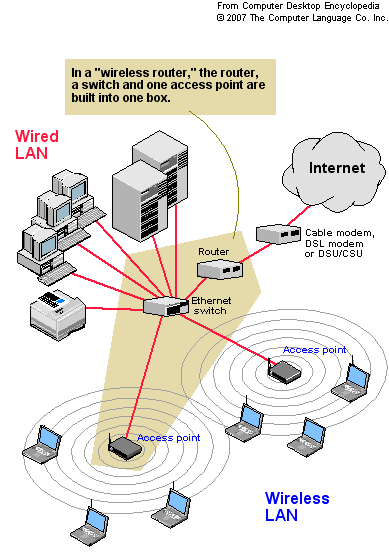 From Computer Desktop Encyclopedia
© 2007 The Computer Language Co. Inc.
In a "wireless router," the router,
a switch and one access point are
built into one box.
Wired
LAN
Internet
Cable modem,
DSL modem
or DSU/CSU
Router
Ethernet
switch
Access point
Access point
Wireless
LAN